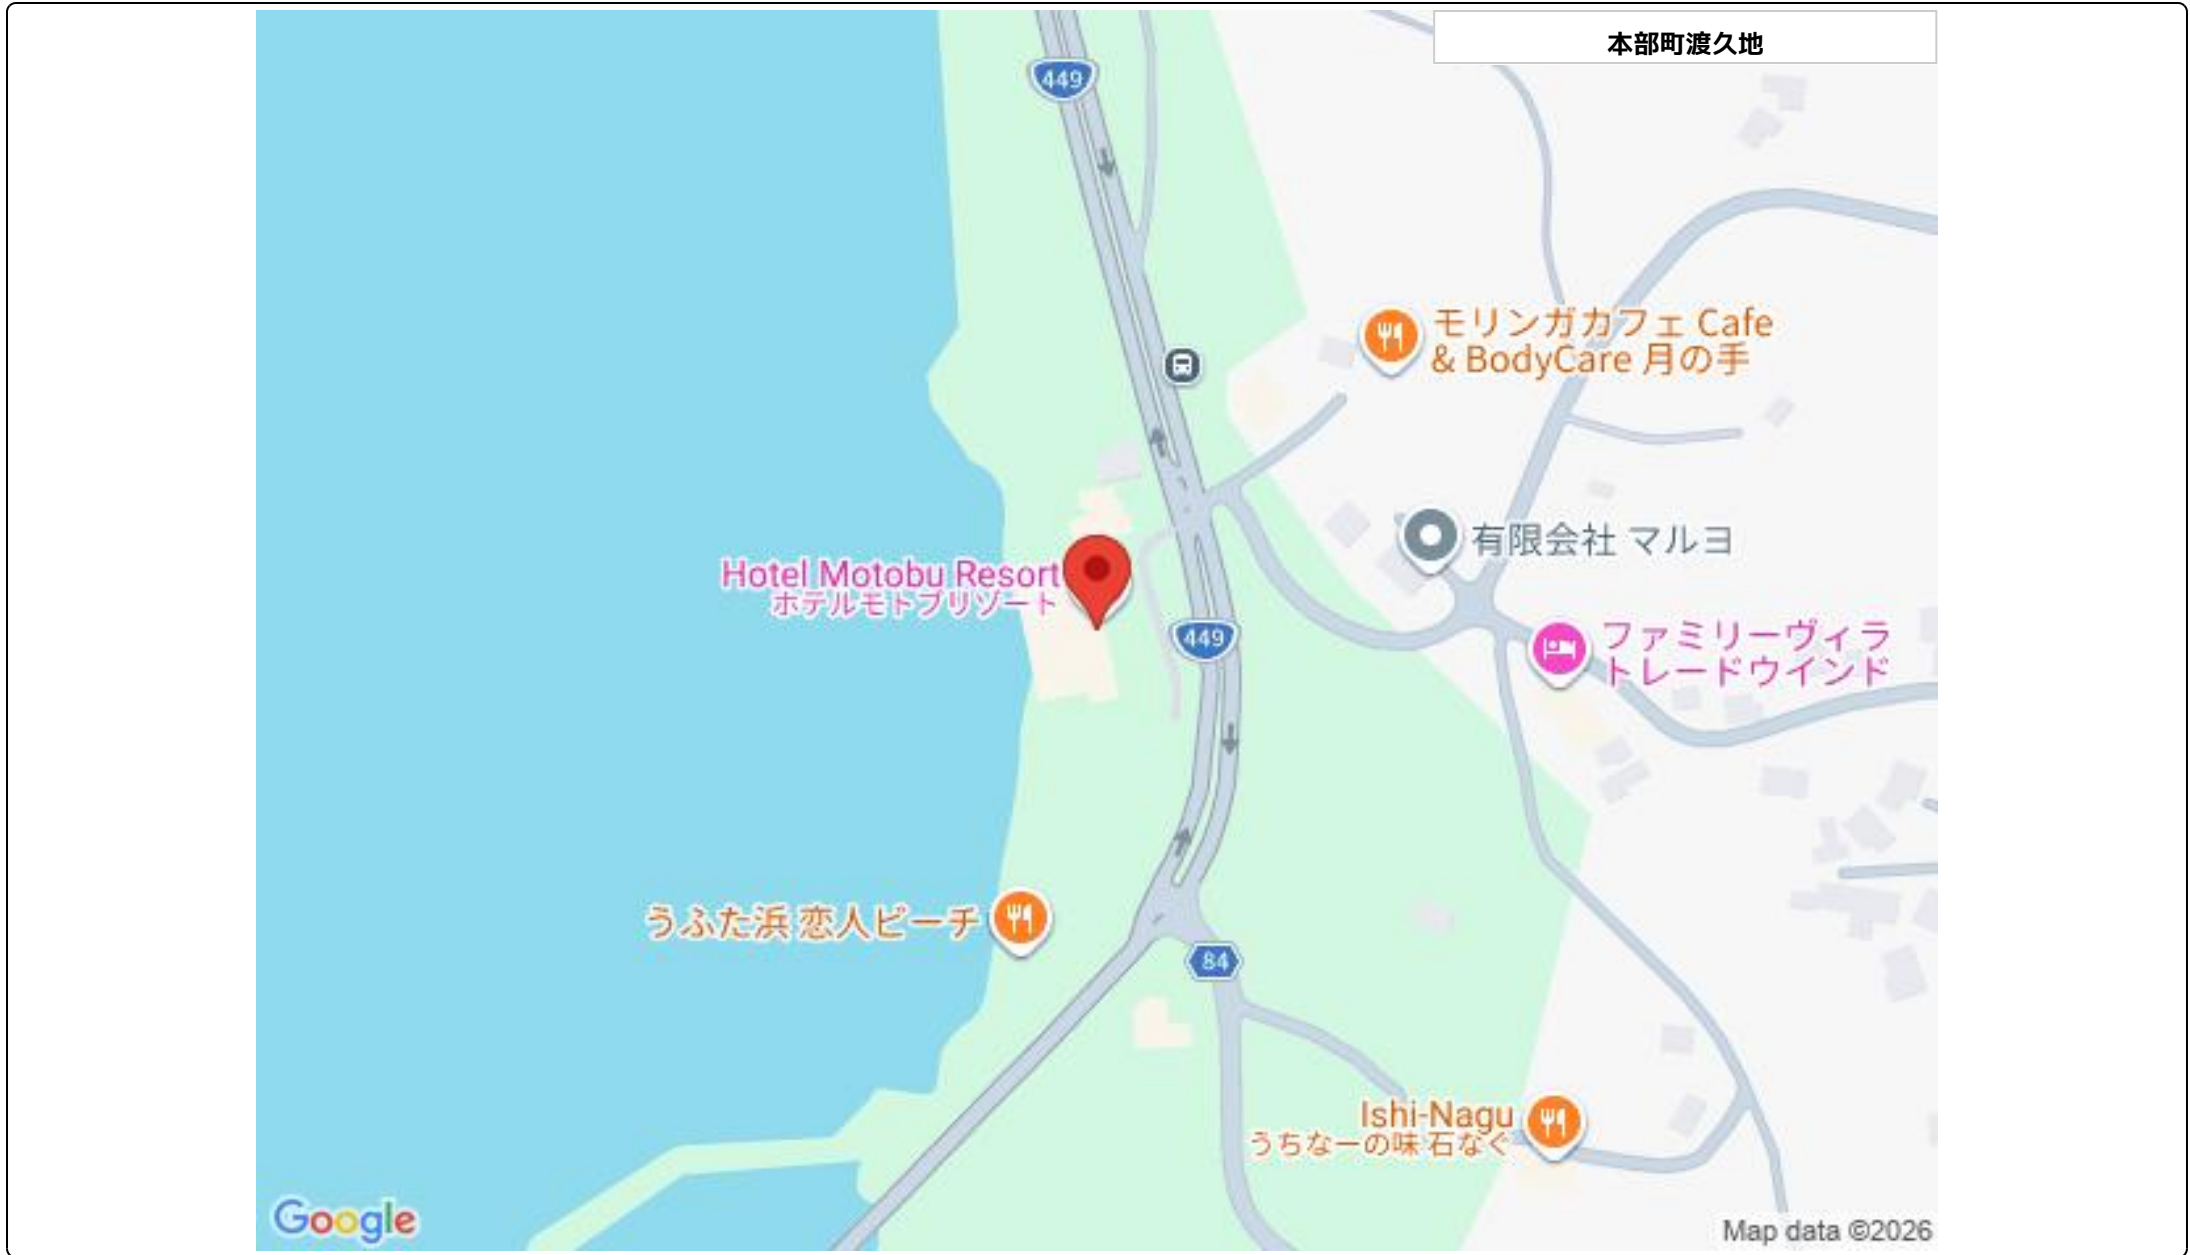 本部町渡久地
449
モリンガカフェ Cafe
& BodyCare 月の手
有限会社 マルヨ
Hotel Motobu Resort
ホテルモトブリゾート
449
ファミリーヴィラ
トレードウインド
うふた浜 恋人ビーチ
84
Ishi-Nagu
うちなーの味 石なぐ
Google
Map data ©2026